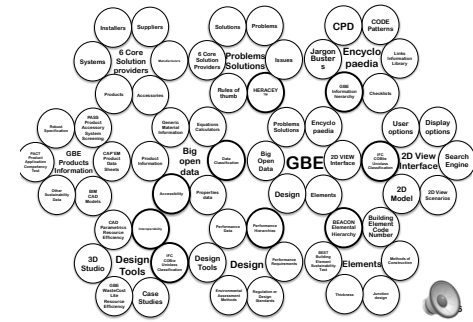 Installers
Suppliers
Solutions
Problems
CPD
CODE
Patterns
Systems
6 Core
Solution
providers
Manufacturers
6 Core
Solution
Providers
Problems
Solutions
Issues
Jargon
Buster
s
Encyclo
paedia
Links
Information
Library
Products
Accessories
Rules of
thumb
HERACEY
TM
GBE
Information
hierarchy
Checklists
Robust
Specification
PASS
Product
Accessory
System
Screening
Generic
Material
Information
Equations
Calculators
Problems
Solutions
Encyclo
paedia
User
options
Display
options
PACT
Product
Application
Competency
Test
GBE
Products
Information
CAP'EM
Product
Data
Sheets
Product
Information
Big
open
data
Data
Classification
Big
Open
Data
GBE
2D VIEW
Interface
IFC
COBie
Uniclass
Classification
2D View
Interface
Search
Engine
Other
Sustainability
Data
BIM
CAD
Models
Accessibility
Properties
data
Design
Elements
2D
Model
2D View
Scenarios
CAD
Parametrics
Resource
Efficiency
Interoperability
Performance
Data
Performance
Hierarchies
BEACON
Elemental
Hierarchy
Building
Element
Code
Number
3D
Studio
Design
Tools
IFC
COBie
Uniclass
Classification
Design
Tools
Design
Performance
Requirements
BEST
Building
Element
Sustainability
Test
Elements
Methods of
Construction
GBE
WasteCost
Lite
Resource
Efficiency
Case
Studies
Environmental
Assessment
Methods
Regulation or
Design
Standards
Thickness
Junction
design